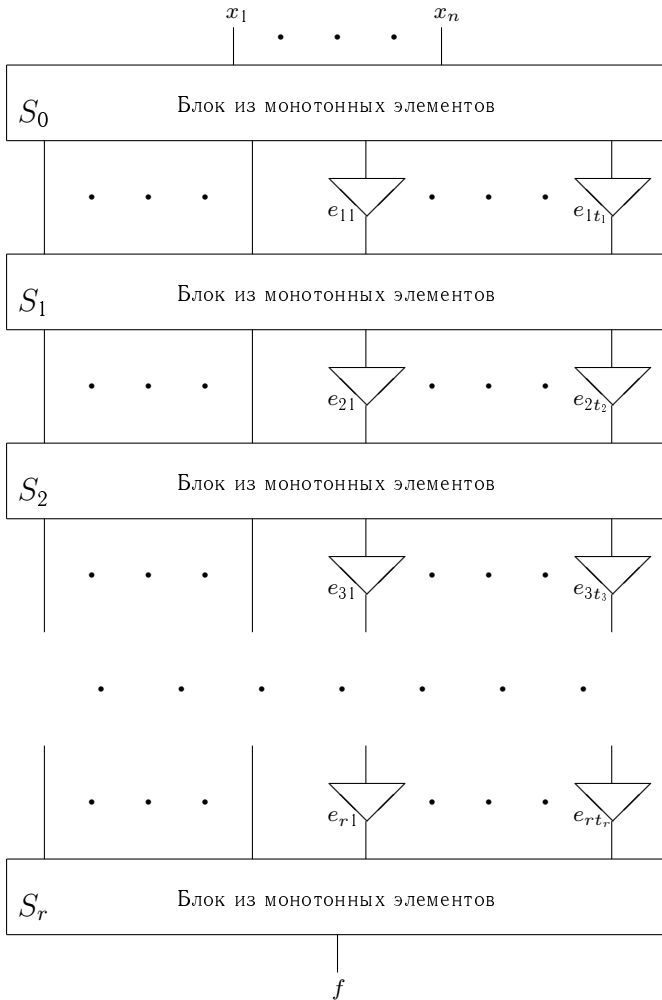 x₁ xₙ
S₀ Блок из монотонных элементов
e₁₁ e₁ₜ₁
S₁ Блок из монотонных элементов
e₂₁ e₂ₜ₂
S₂ Блок из монотонных элементов
e₃₁ e₃ₜ₃
eᵣ₁ eᵣₜᵣ
Sᵣ Блок из монотонных элементов
f